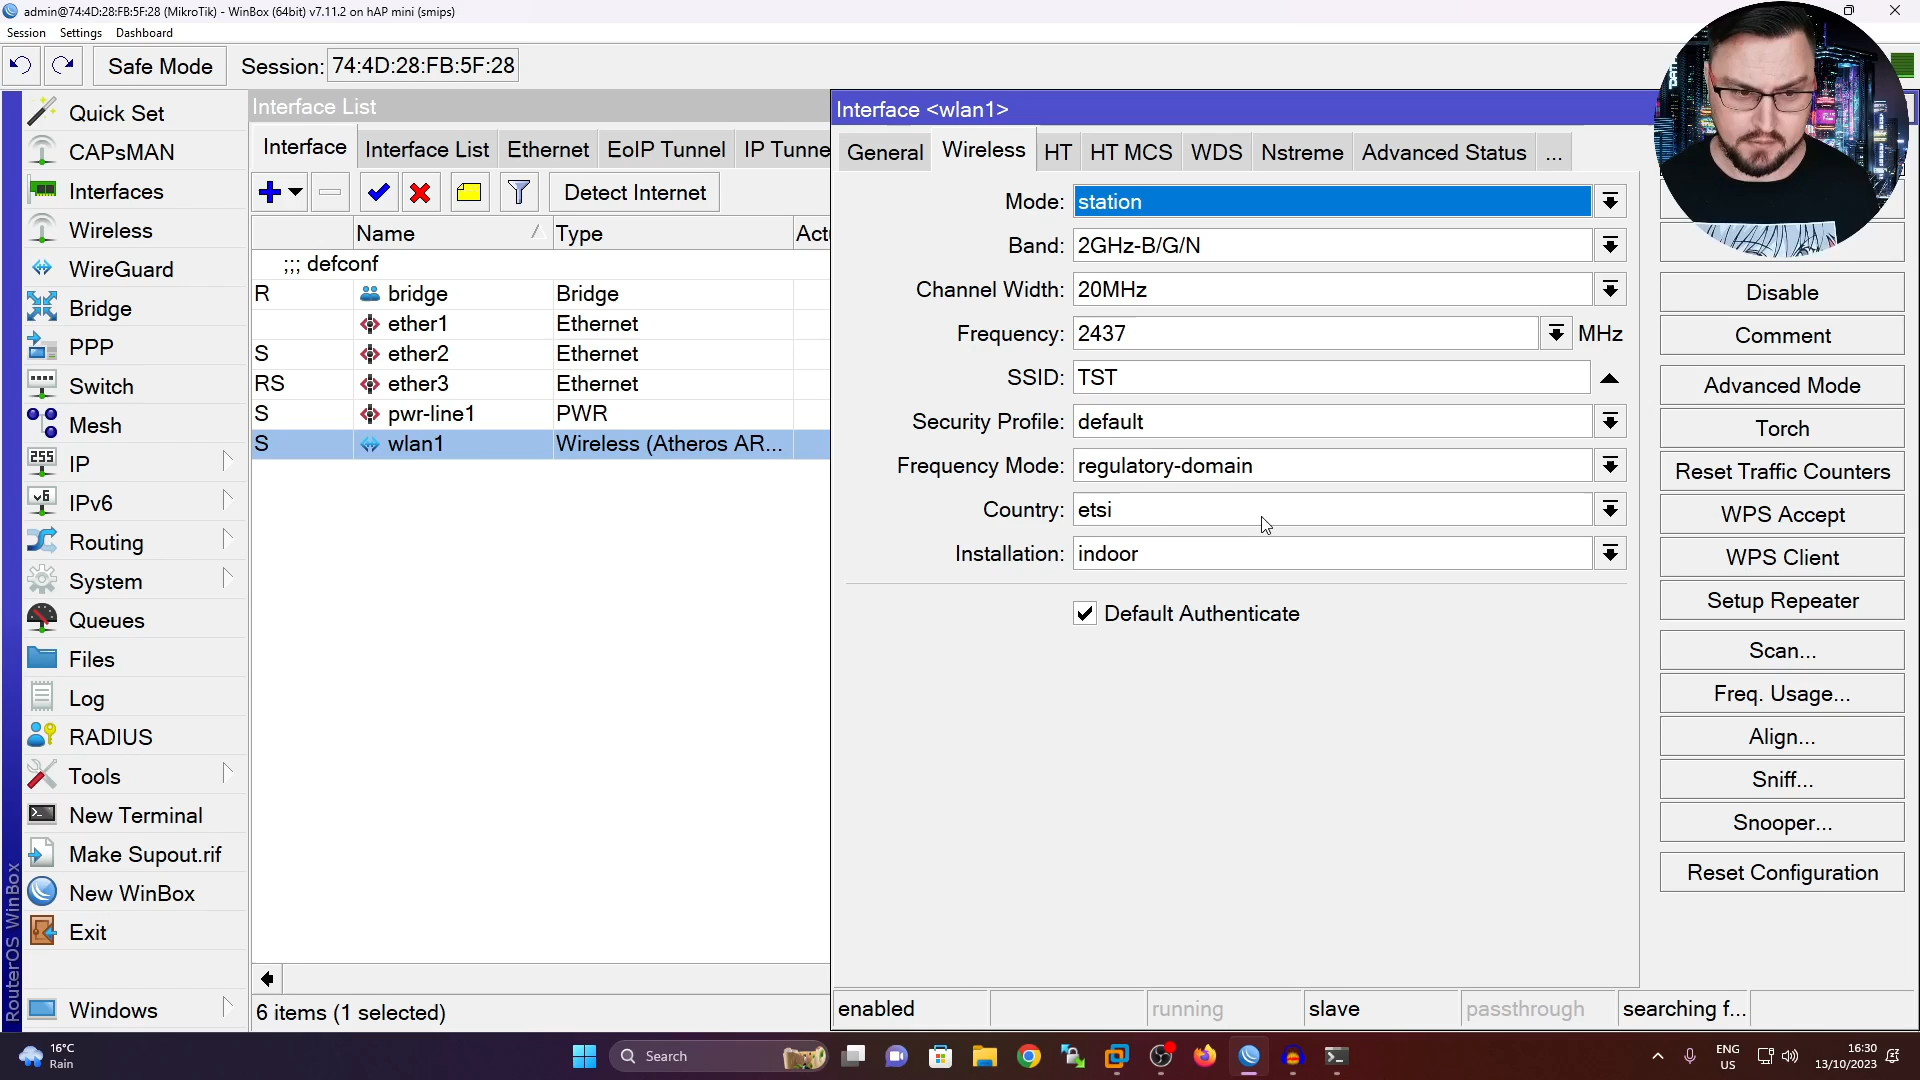 admin@74:4D:28:FB:5F:28 (MikroTik) - WinBox (64bit) v7.11.2 on hAP mini (smips)
Session Settings Dashboard
Safe Mode Session: 74:4D:28:FB:5F:28
Quick Set
CAPsMAN
Interfaces
Wireless
WireGuard
Bridge
PPP
Switch
Mesh
255 IP
v6 IPv6
Routing
System
Queues
Files
Log
RADIUS
Tools
New Terminal
Make Supout.rif
New WinBox
Exit
Windows
RouterOS WinBox
Interface List
Interface Interface List Ethernet EoIP Tunnel IP Tunne
Detect Internet
Name Type Actu
;;; defconf
R bridge Bridge
ether1 Ethernet
S ether2 Ethernet
RS ether3 Ethernet
S pwr-line1 PWR
S wlan1 Wireless (Atheros AR...
6 items (1 selected)
Interface <wlan1>
General Wireless HT HT MCS WDS Nstreme Advanced Status ...
Mode: station
Band: 2GHz-B/G/N
Channel Width: 20MHz
Frequency: 2437 MHz
SSID: TST
Security Profile: default
Frequency Mode: regulatory-domain
Country: etsi
Installation: indoor
Default Authenticate
Disable
Comment
Advanced Mode
Torch
Reset Traffic Counters
WPS Accept
WPS Client
Setup Repeater
Scan...
Freq. Usage...
Align...
Sniff...
Snooper...
Reset Configuration
enabled running slave passthrough searching f...
16°C
Rain
Search
ENG
US
16:30
13/10/2023